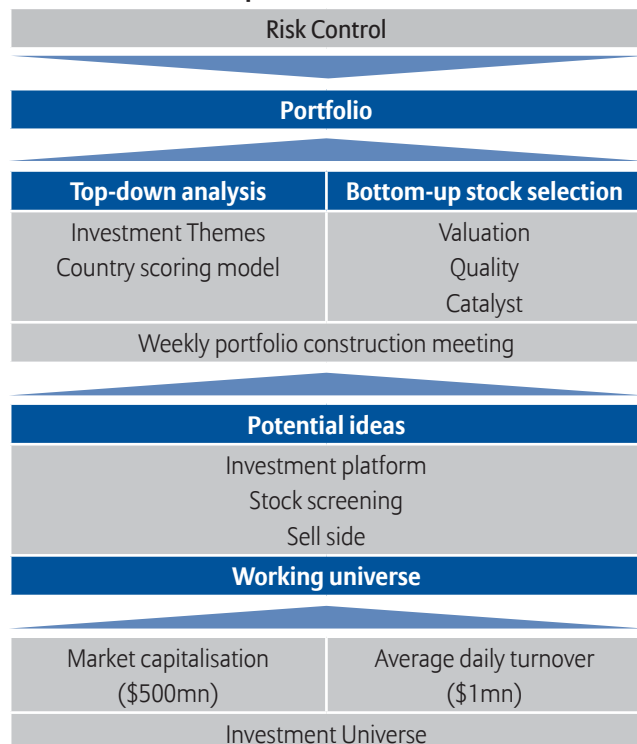 Risk Control
Portfolio
Top-down analysis
Bottom-up stock selection
Investment Themes
Country scoring model
Valuation
Quality
Catalyst
Weekly portfolio construction meeting
Potential ideas
Investment platform
Stock screening
Sell side
Working universe
Market capitalisation
($500mn)
Average daily turnover
($1mn)
Investment Universe